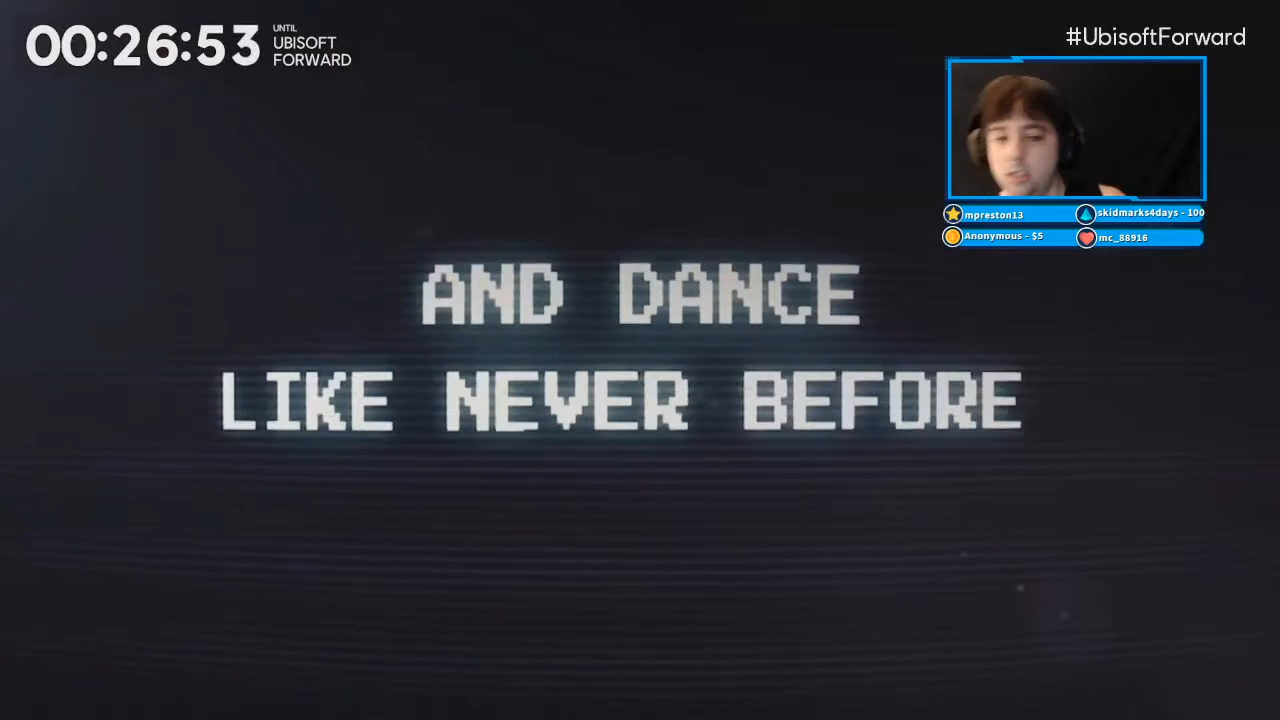 00:26:53
UNTIL
UBISOFT
FORWARD
#UbisoftForward
mpreston13
skidmarks4days - 100
Anonymous - $5
mc_88916
AND DANCE
LIKE NEVER BEFORE